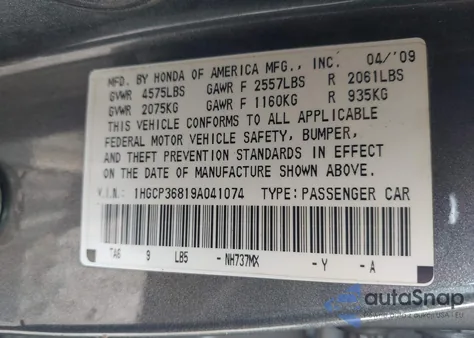 MFD. BY HONDA OF AMERICA MFG., INC. 04/'09
GVWR 4575LBS GAWR F 2557LBS R 2061LBS
GVWR 2075KG GAWR F 1160KG R 935KG
THIS VEHICLE CONFORMS TO ALL APPLICABLE
FEDERAL MOTOR VEHICLE SAFETY, BUMPER,
AND THEFT PREVENTION STANDARDS IN EFFECT
ON THE DATE OF MANUFACTURE SHOWN ABOVE.
V.I.N.: 1HGCP36819A041074 TYPE: PASSENGER CAR
TA6 9 LB5 -NH737MX -Y -A
autoSnap